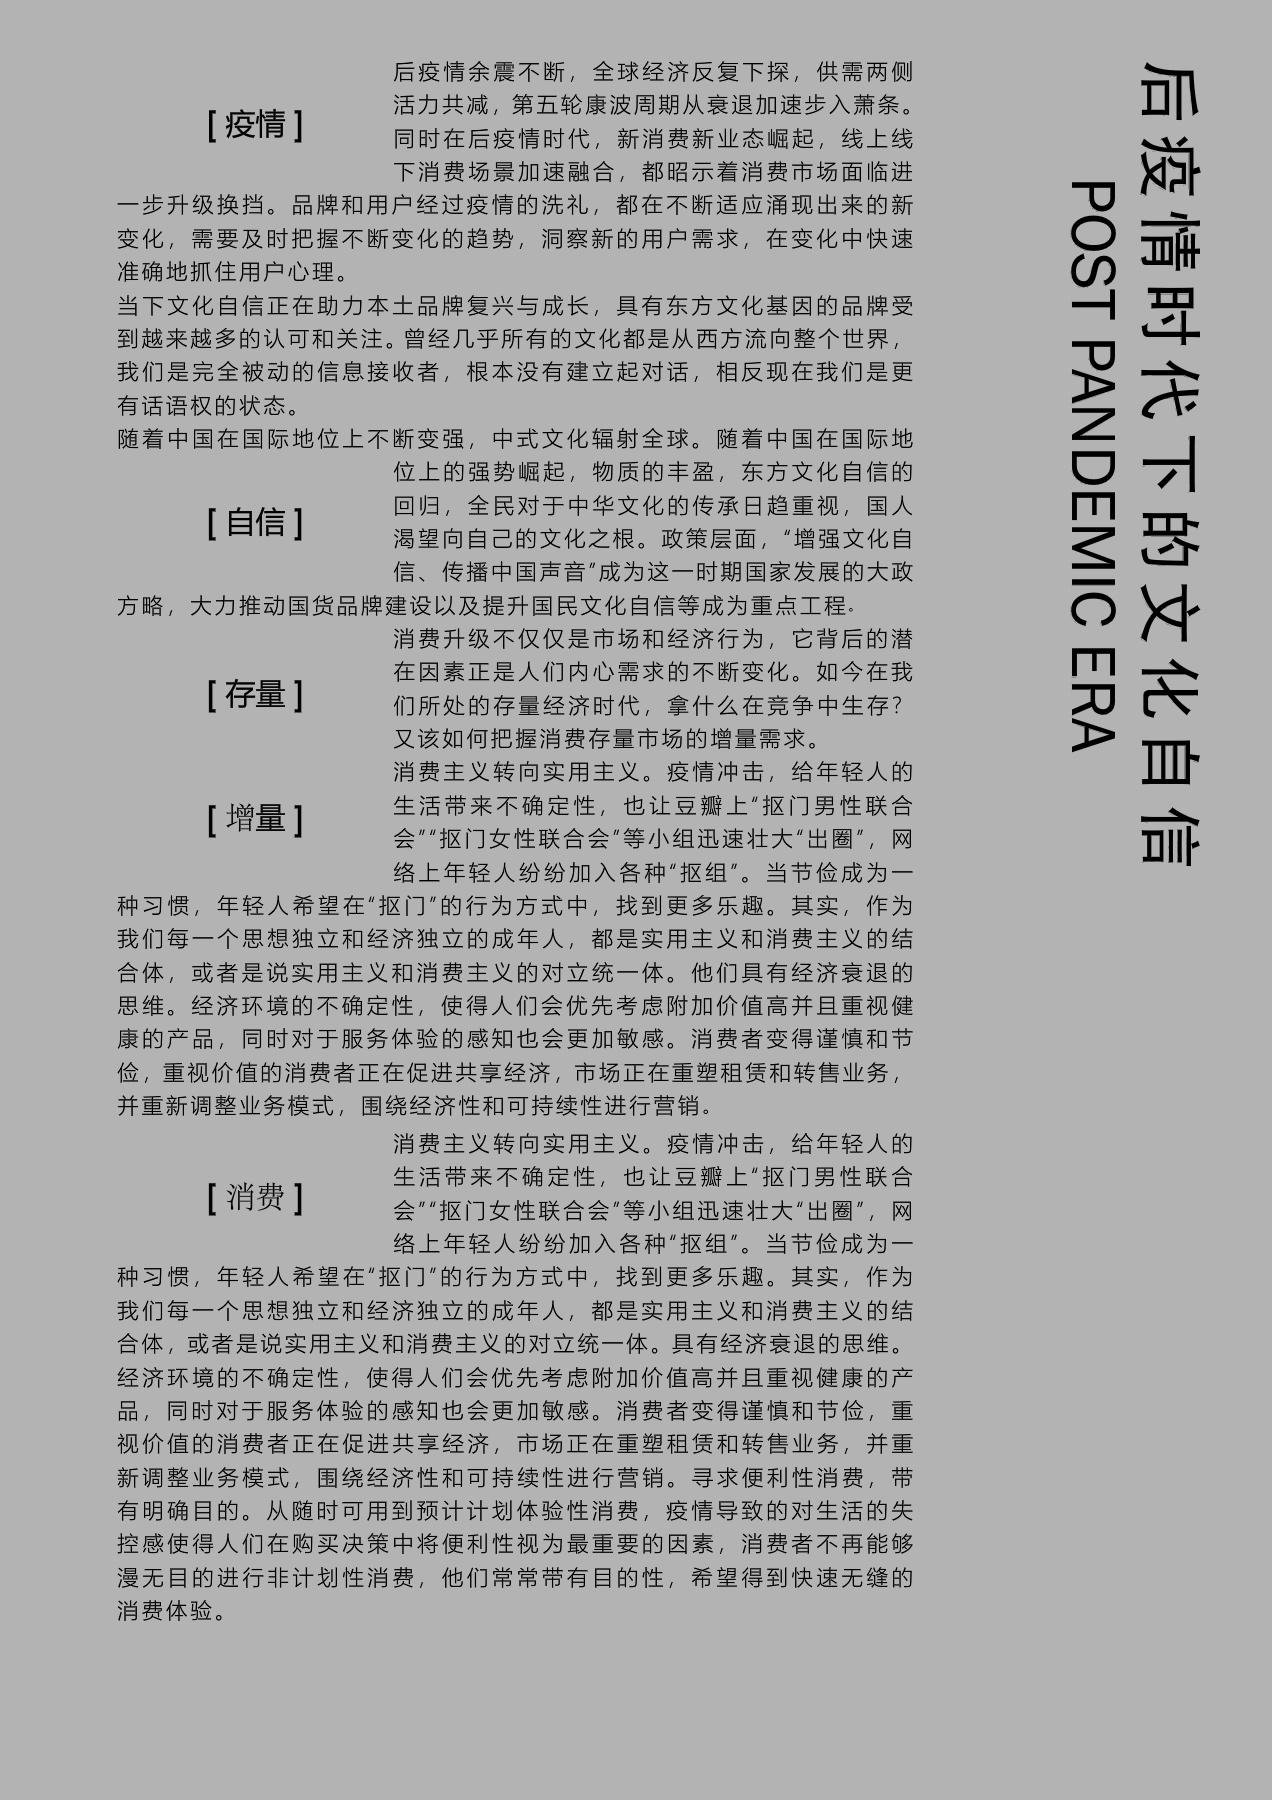 后疫情时代下的文化自信
POST PANDEMIC ERA
[ 疫情 ]
后疫情余震不断，全球经济反复下探，供需两侧
活力共减，第五轮康波周期从衰退加速步入萧条。
同时在后疫情时代，新消费新业态崛起，线上线
下消费场景加速融合，都昭示着消费市场面临进
一步升级换挡。品牌和用户经过疫情的洗礼，都在不断适应涌现出来的新
变化，需要及时把握不断变化的趋势，洞察新的用户需求，在变化中快速
准确地抓住用户心理。
当下文化自信正在助力本土品牌复兴与成长，具有东方文化基因的品牌受
到越来越多的认可和关注。曾经几乎所有的文化都是从西方流向整个世界，
我们是完全被动的信息接收者，根本没有建立起对话，相反现在我们是更
有话语权的状态。
随着中国在国际地位上不断变强，中式文化辐射全球。随着中国在国际地
[ 自信 ]
位上的强势崛起，物质的丰盈，东方文化自信的
回归，全民对于中华文化的传承日趋重视，国人
渴望向自己的文化之根。政策层面，“增强文化自
信、传播中国声音”成为这一时期国家发展的大政
方略，大力推动国货品牌建设以及提升国民文化自信等成为重点工程。
[ 存量 ]
消费升级不仅仅是市场和经济行为，它背后的潜
在因素正是人们内心需求的不断变化。如今在我
们所处的存量经济时代，拿什么在竞争中生存？
又该如何把握消费存量市场的增量需求。
[ 增量 ]
消费主义转向实用主义。疫情冲击，给年轻人的
生活带来不确定性，也让豆瓣上“抠门男性联合
会”“抠门女性联合会”等小组迅速壮大“出圈”，网
络上年轻人纷纷加入各种“抠组”。当节俭成为一
种习惯，年轻人希望在“抠门”的行为方式中，找到更多乐趣。其实，作为
我们每一个思想独立和经济独立的成年人，都是实用主义和消费主义的结
合体，或者是说实用主义和消费主义的对立统一体。他们具有经济衰退的
思维。经济环境的不确定性，使得人们会优先考虑附加价值高并且重视健
康的产品，同时对于服务体验的感知也会更加敏感。消费者变得谨慎和节
俭，重视价值的消费者正在促进共享经济，市场正在重塑租赁和转售业务，
并重新调整业务模式，围绕经济性和可持续性进行营销。
[ 消费 ]
消费主义转向实用主义。疫情冲击，给年轻人的
生活带来不确定性，也让豆瓣上“抠门男性联合
会”“抠门女性联合会”等小组迅速壮大“出圈”，网
络上年轻人纷纷加入各种“抠组”。当节俭成为一
种习惯，年轻人希望在“抠门”的行为方式中，找到更多乐趣。其实，作为
我们每一个思想独立和经济独立的成年人，都是实用主义和消费主义的结
合体，或者是说实用主义和消费主义的对立统一体。具有经济衰退的思维。
经济环境的不确定性，使得人们会优先考虑附加价值高并且重视健康的产
品，同时对于服务体验的感知也会更加敏感。消费者变得谨慎和节俭，重
视价值的消费者正在促进共享经济，市场正在重塑租赁和转售业务，并重
新调整业务模式，围绕经济性和可持续性进行营销。寻求便利性消费，带
有明确目的。从随时可用到预计计划体验性消费，疫情导致的对生活的失
控感使得人们在购买决策中将便利性视为最重要的因素，消费者不再能够
漫无目的进行非计划性消费，他们常常带有目的性，希望得到快速无缝的
消费体验。